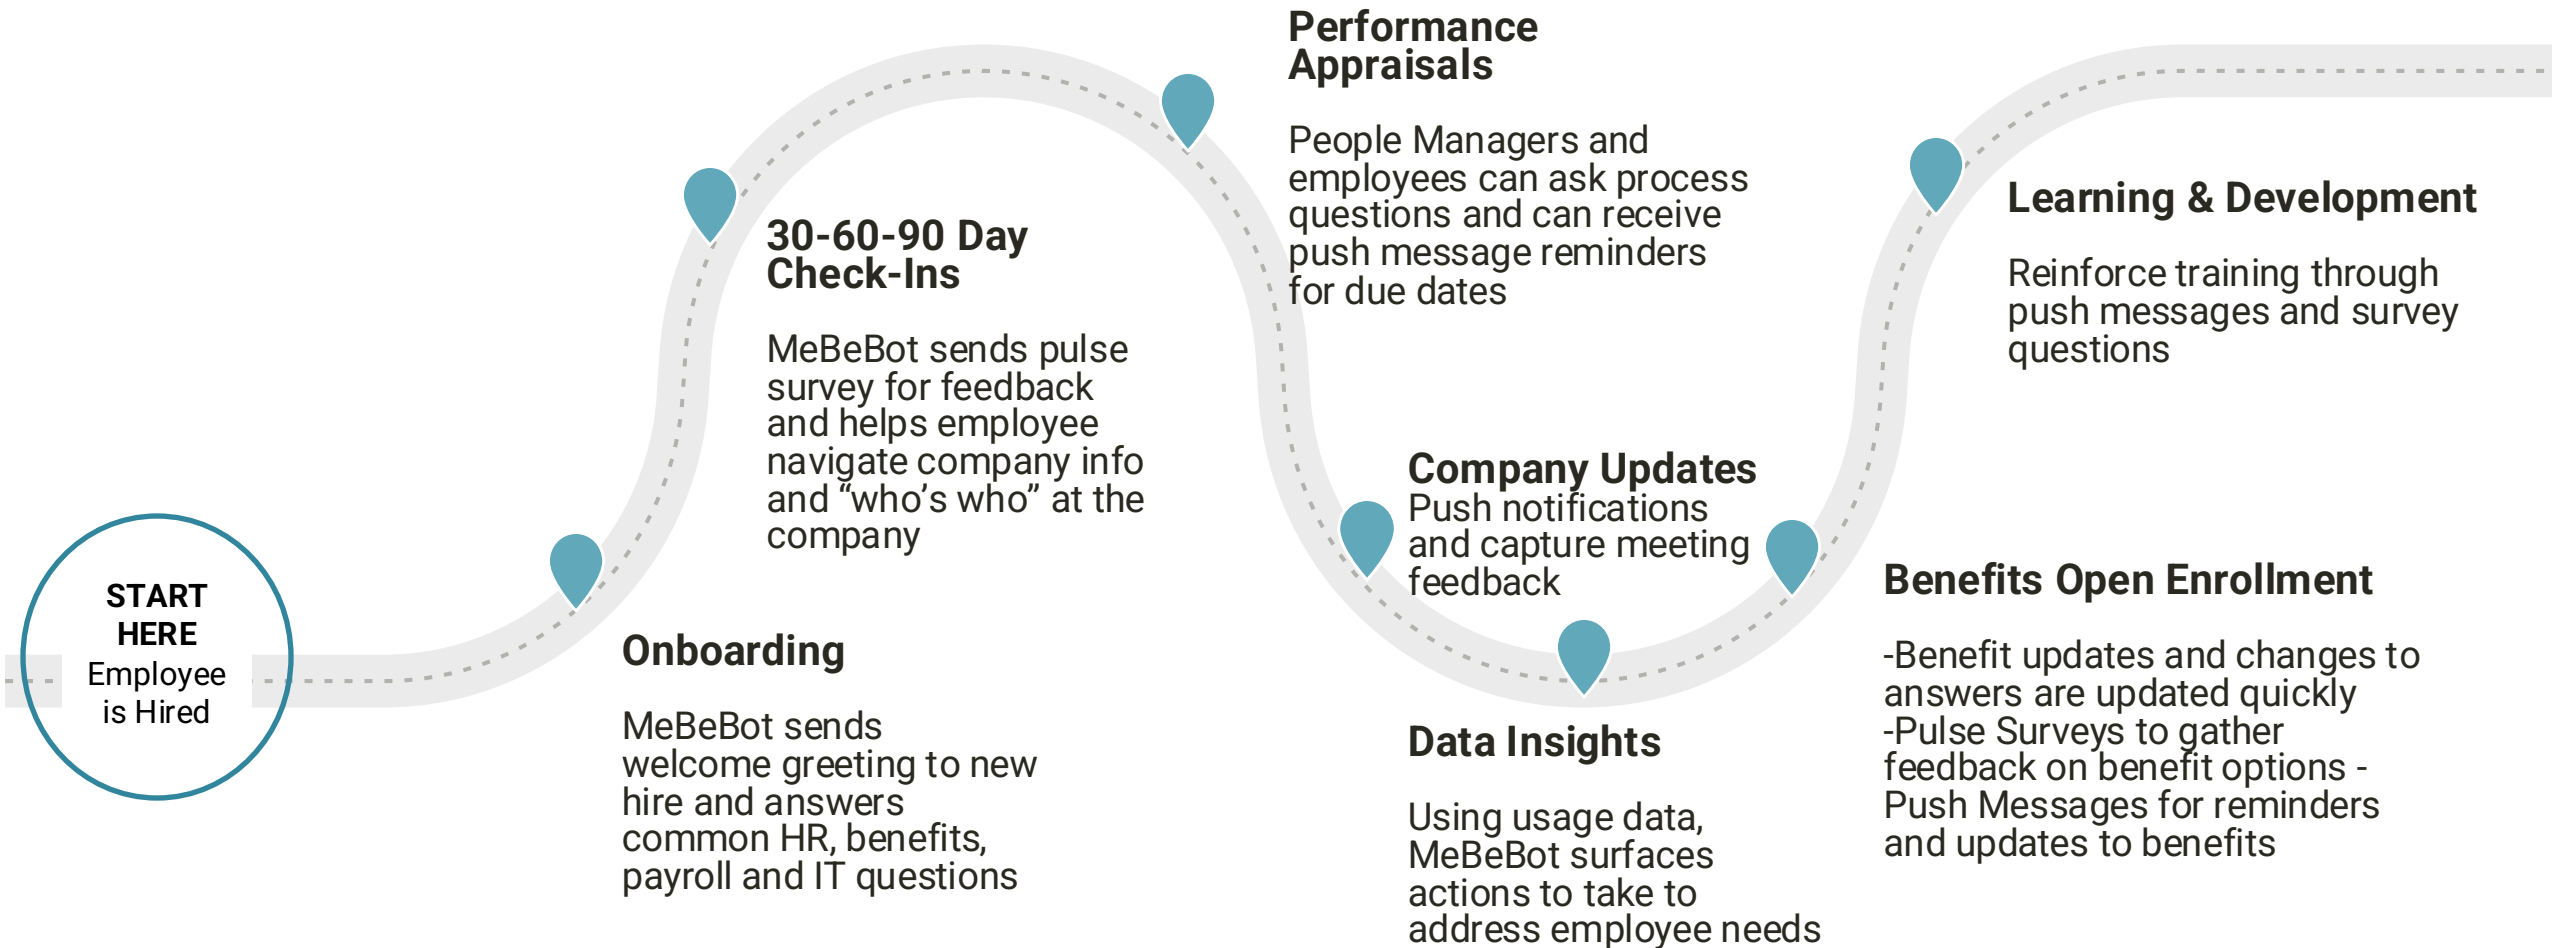 START
HERE
Employee
is Hired
Onboarding
MeBeBot sends
welcome greeting to new
hire and answers
common HR, benefits,
payroll and IT questions
30-60-90 Day
Check-Ins
MeBeBot sends pulse
survey for feedback
and helps employee
navigate company info
and “who’s who” at the
company
Performance
Appraisals
People Managers and
employees can ask process
questions and can receive
push message reminders
for due dates
Company Updates
Push notifications
and capture meeting
feedback
Data Insights
Using usage data,
MeBeBot surfaces
actions to take to
address employee needs
Benefits Open Enrollment
-Benefit updates and changes to
answers are updated quickly
-Pulse Surveys to gather
feedback on benefit options -
Push Messages for reminders
and updates to benefits
Learning & Development
Reinforce training through
push messages and survey
questions